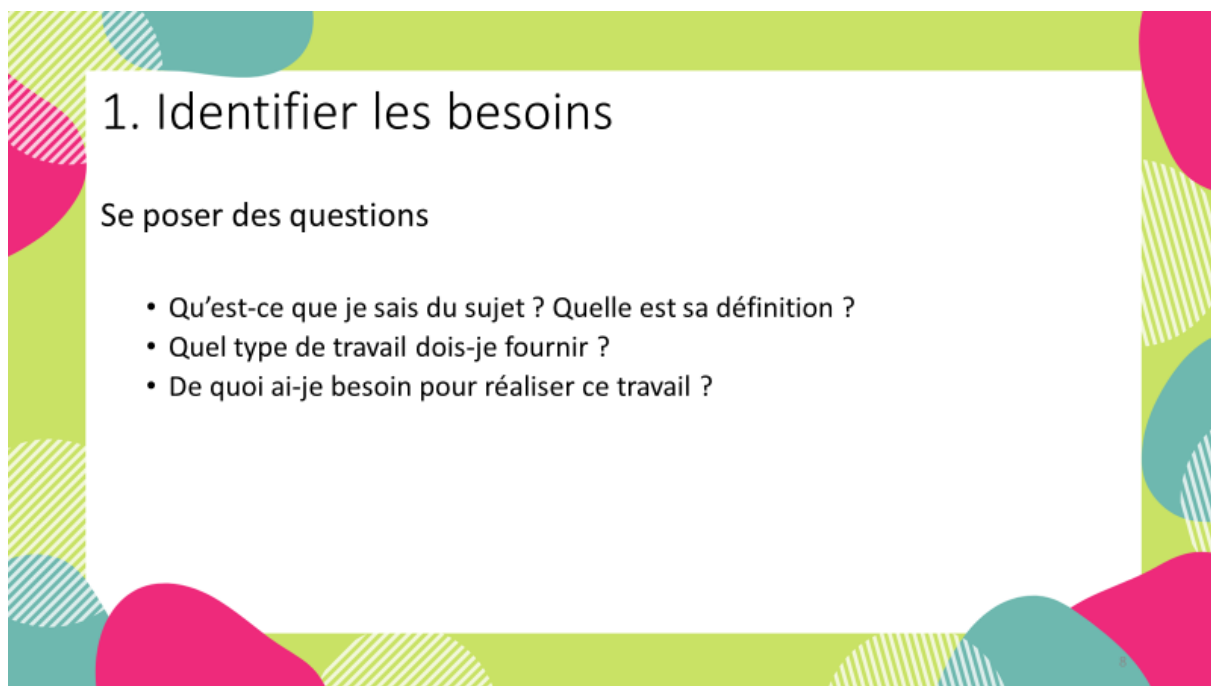 1. Identifier les besoins
Se poser des questions
• Qu’est-ce que je sais du sujet ? Quelle est sa définition ?
• Quel type de travail dois-je fournir ?
• De quoi ai-je besoin pour réaliser ce travail ?
8